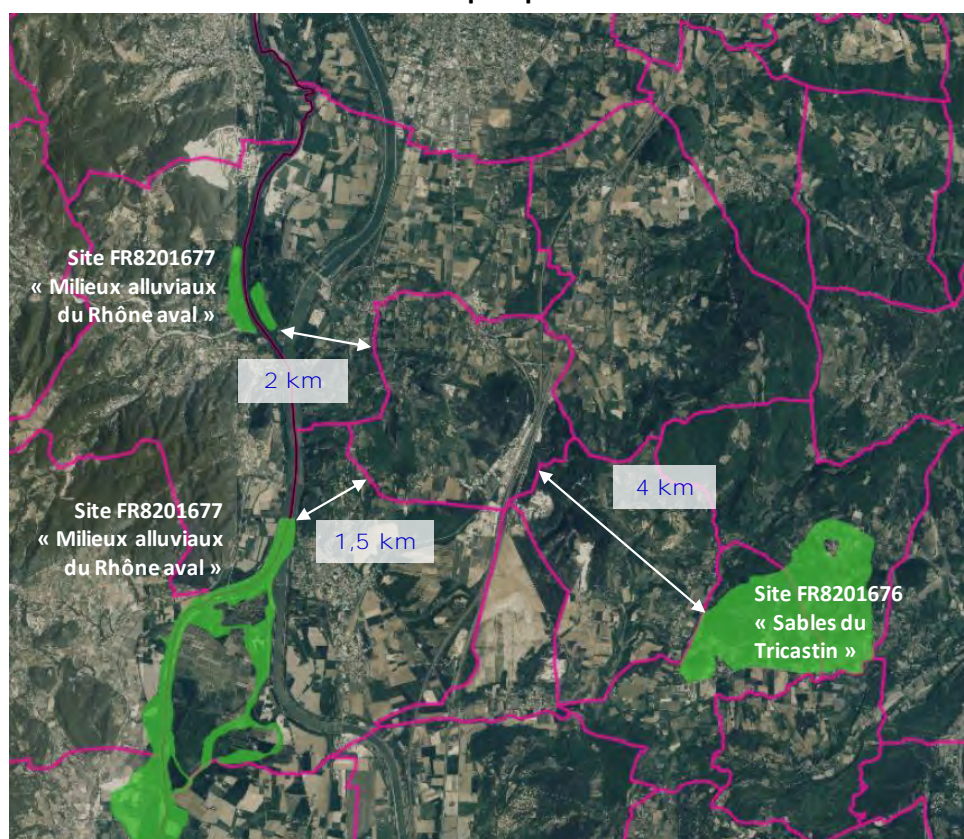 Site FR8201677
« Milieux alluviaux
du Rhône aval »
2 km
Site FR8201677
« Milieux alluviaux
du Rhône aval »
1,5 km
4 km
Site FR8201676
« Sables du
Tricastin »